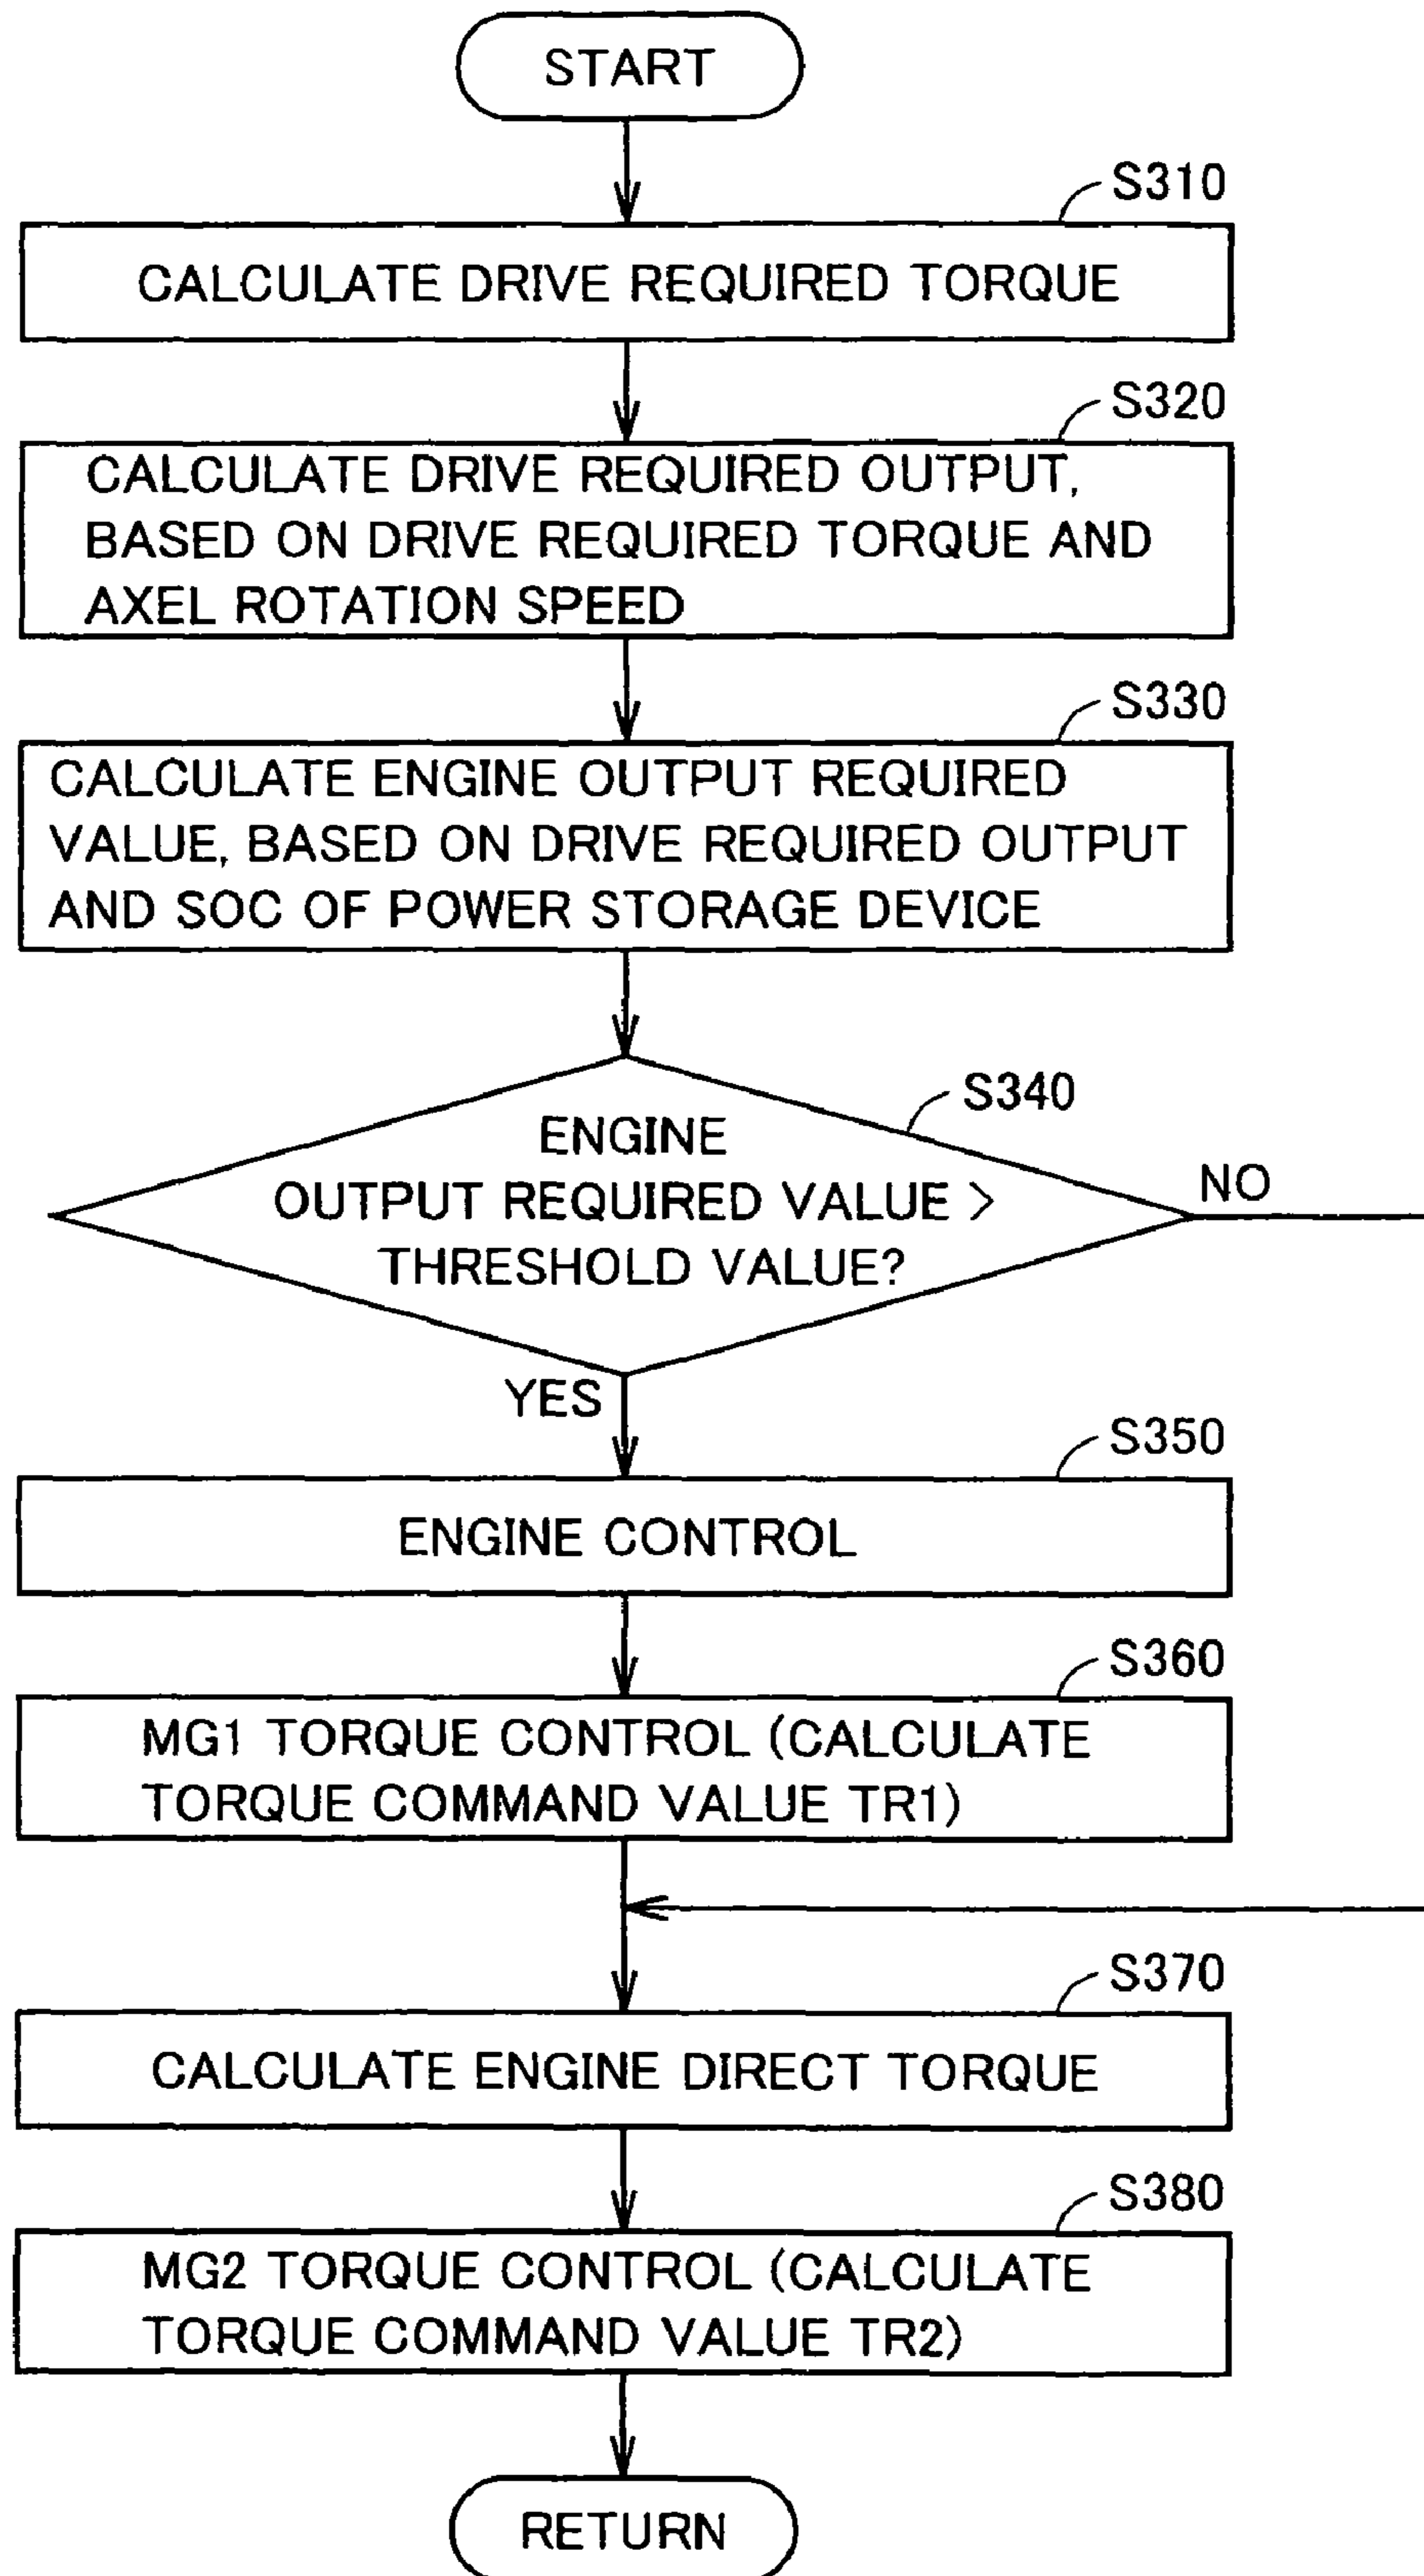 START
S310
CALCULATE DRIVE REQUIRED TORQUE
S320
CALCULATE DRIVE REQUIRED OUTPUT,
BASED ON DRIVE REQUIRED TORQUE AND
AXEL ROTATION SPEED
S330
CALCULATE ENGINE OUTPUT REQUIRED
VALUE, BASED ON DRIVE REQUIRED OUTPUT
AND SOC OF POWER STORAGE DEVICE
S340
ENGINE
OUTPUT REQUIRED VALUE >
THRESHOLD VALUE?
NO
YES
S350
ENGINE CONTROL
S360
MG1 TORQUE CONTROL (CALCULATE
TORQUE COMMAND VALUE TR1)
S370
CALCULATE ENGINE DIRECT TORQUE
S380
MG2 TORQUE CONTROL (CALCULATE
TORQUE COMMAND VALUE TR2)
RETURN